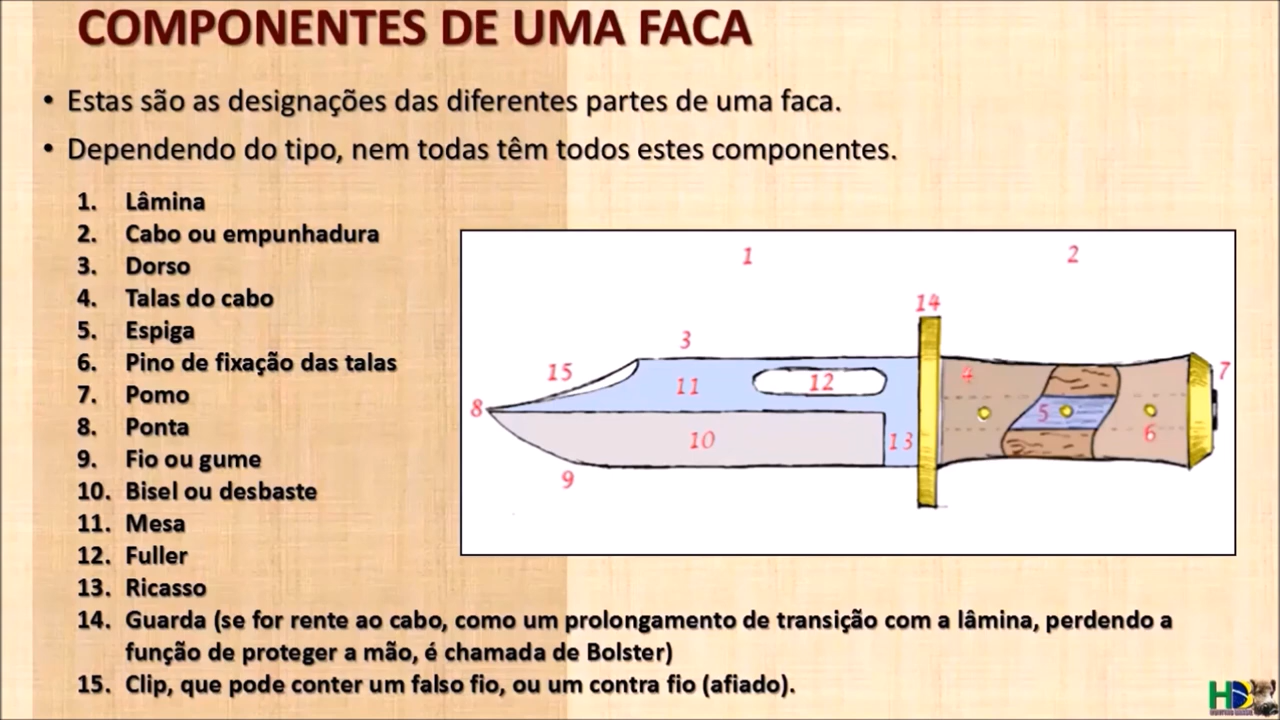 COMPONENTES DE UMA FACA
• Estas são as designações das diferentes partes de uma faca.
• Dependendo do tipo, nem todas têm todos estes componentes.
1. Lâmina
2. Cabo ou empunhadura
3. Dorso
4. Talas do cabo
5. Espiga
6. Pino de fixação das talas
7. Pomo
8. Ponta
9. Fio ou gume
10. Bisel ou desbaste
11. Mesa
12. Fuller
13. Ricasso
14. Guarda (se for rente ao cabo, como um prolongamento de transição com a lâmina, perdendo a
função de proteger a mão, é chamada de Bolster)
15. Clip, que pode conter um falso fio, ou um contra fio (afiado).
1 2
14
3
15 11 12 4 7
8 5 6
10 13
9
HB